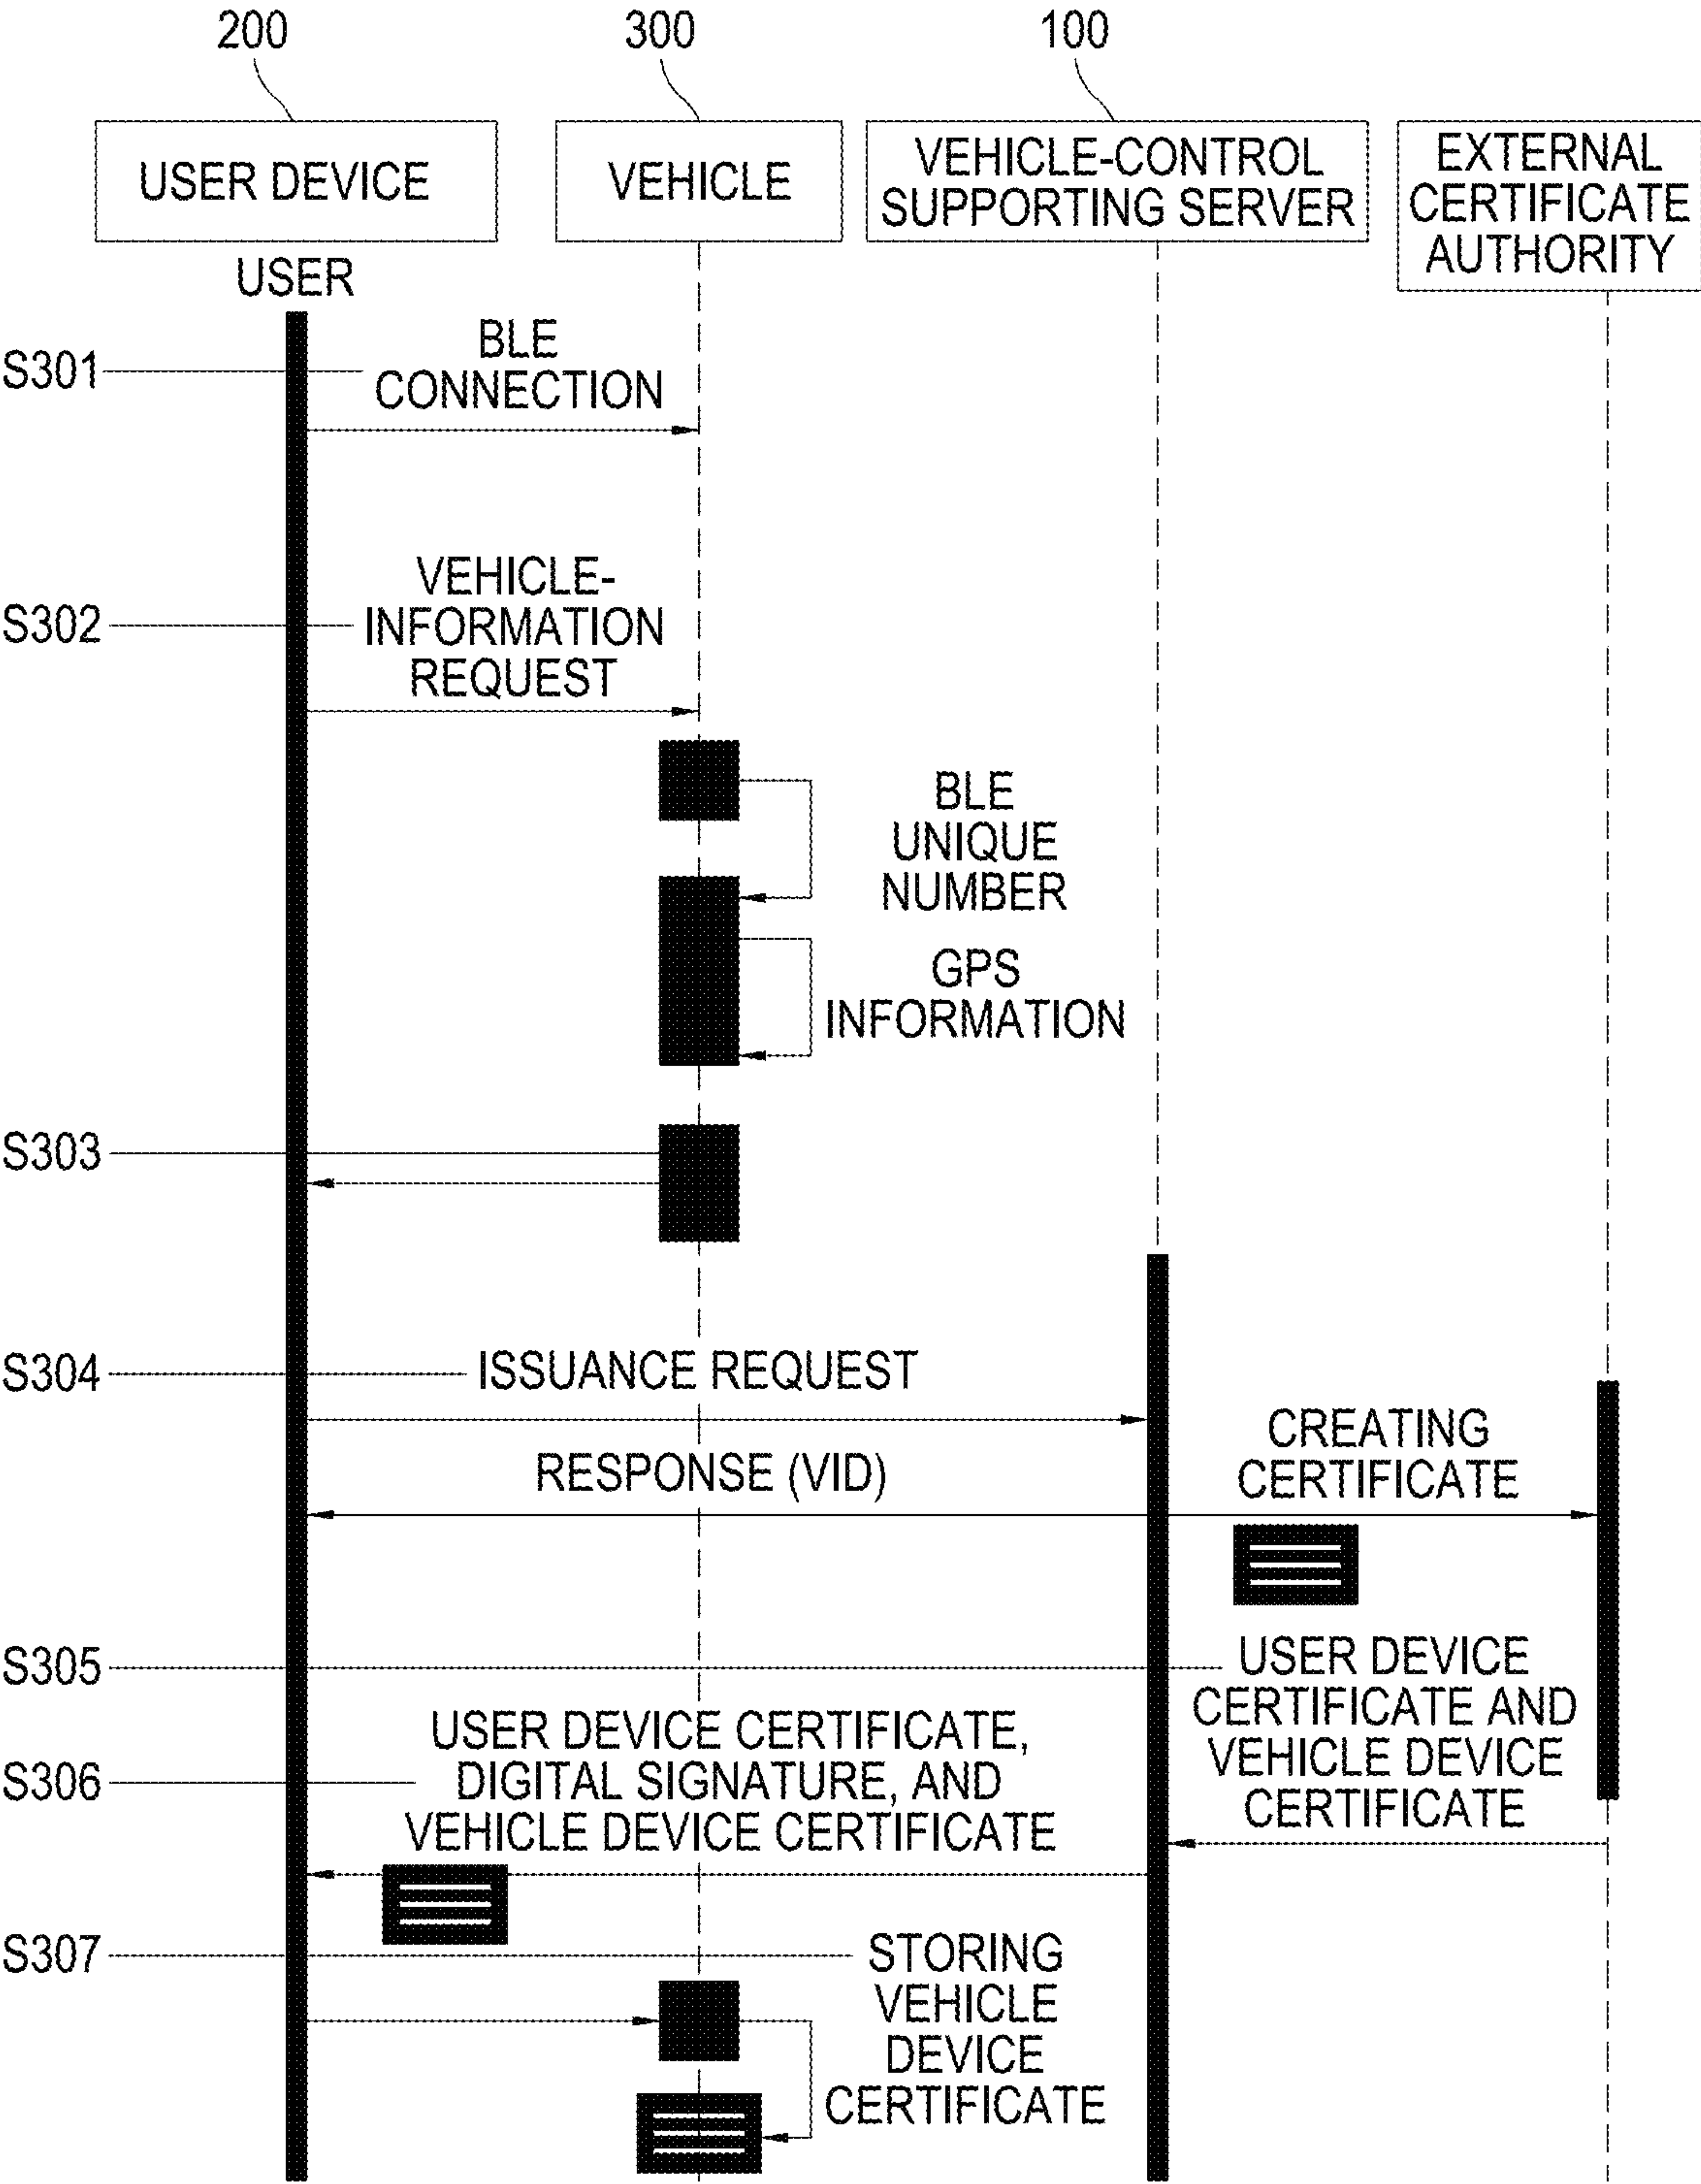 200
300
100
USER DEVICE
VEHICLE
VEHICLE-CONTROL
SUPPORTING SERVER
EXTERNAL
CERTIFICATE
AUTHORITY
USER
S301
BLE
CONNECTION
S302
VEHICLE-
INFORMATION
REQUEST
BLE
UNIQUE
NUMBER
GPS
INFORMATION
S303
S304
ISSUANCE REQUEST
RESPONSE (VID)
CREATING
CERTIFICATE
S305
USER DEVICE
CERTIFICATE AND
VEHICLE DEVICE
CERTIFICATE
S306
USER DEVICE CERTIFICATE,
DIGITAL SIGNATURE, AND
VEHICLE DEVICE CERTIFICATE
S307
STORING
VEHICLE
DEVICE
CERTIFICATE